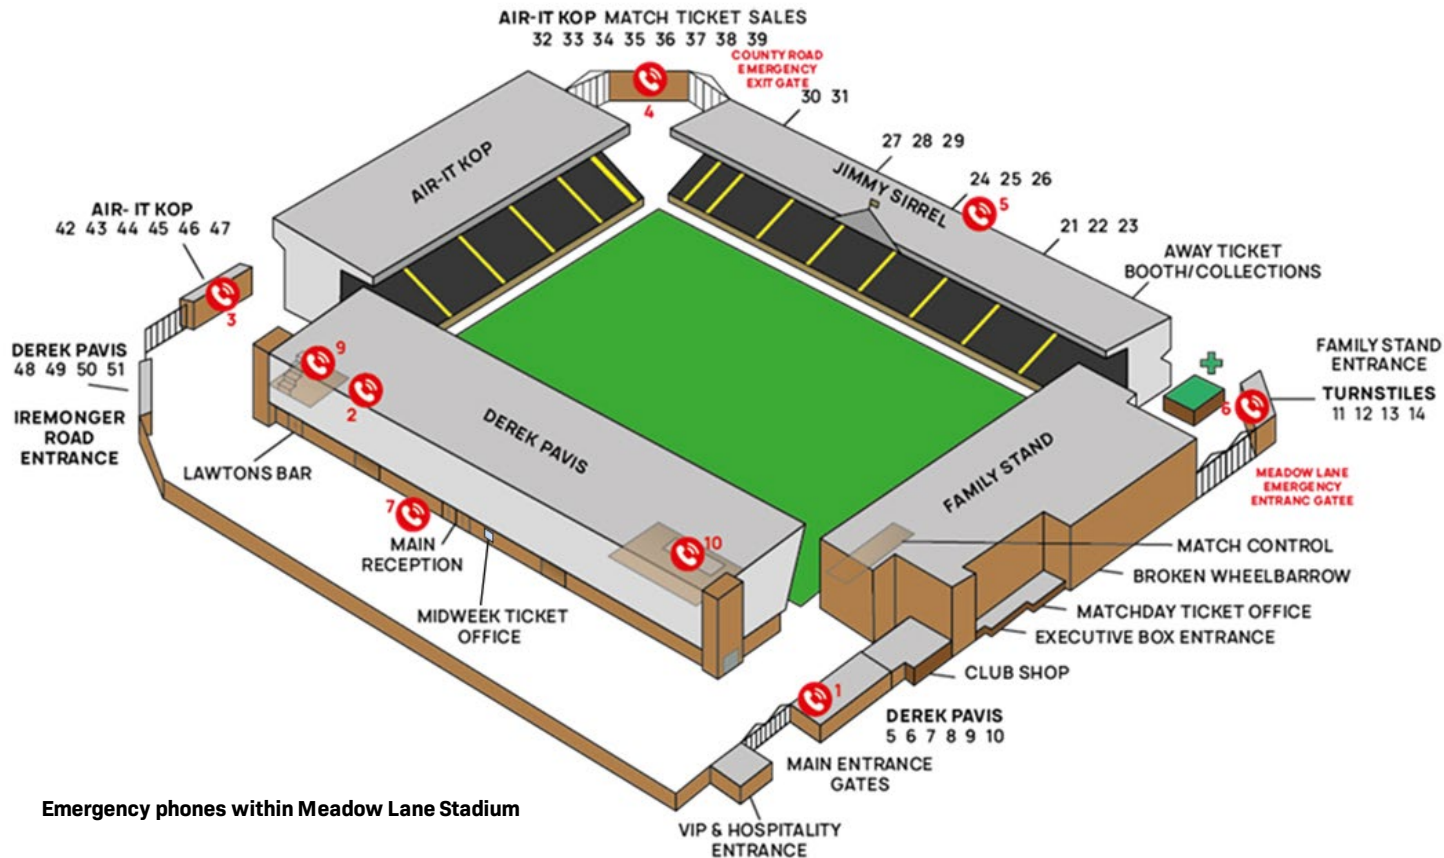 AIR-IT KOP MATCH TICKET SALES
32 33 34 35 36 37 38 39
COUNTY ROAD
EMERGENCY
EXIT GATE
4
30 31
27 28 29
AIR-IT KOP
JIMMY SIRREL
24 25 26
5
21 22 23
AIR- IT KOP
42 43 44 45 46 47
3
AWAY TICKET
BOOTH/COLLECTIONS
DEREK PAVIS
48 49 50 51
IREMONGER
ROAD
ENTRANCE
9
2
FAMILY STAND
ENTRANCE
TURNSTILES
11 12 13 14
6
LAWTONS BAR
DEREK PAVIS
FAMILY STAND
MEADOW LANE
EMERGENCY
ENTRANC GATEE
7
MAIN
RECEPTION
10
MIDWEEK TICKET
OFFICE
MATCH CONTROL
BROKEN WHEELBARROW
MATCHDAY TICKET OFFICE
EXECUTIVE BOX ENTRANCE
CLUB SHOP
1
DEREK PAVIS
5 6 7 8 9 10
MAIN ENTRANCE
GATES
VIP & HOSPITALITY
ENTRANCE
Emergency phones within Meadow Lane Stadium